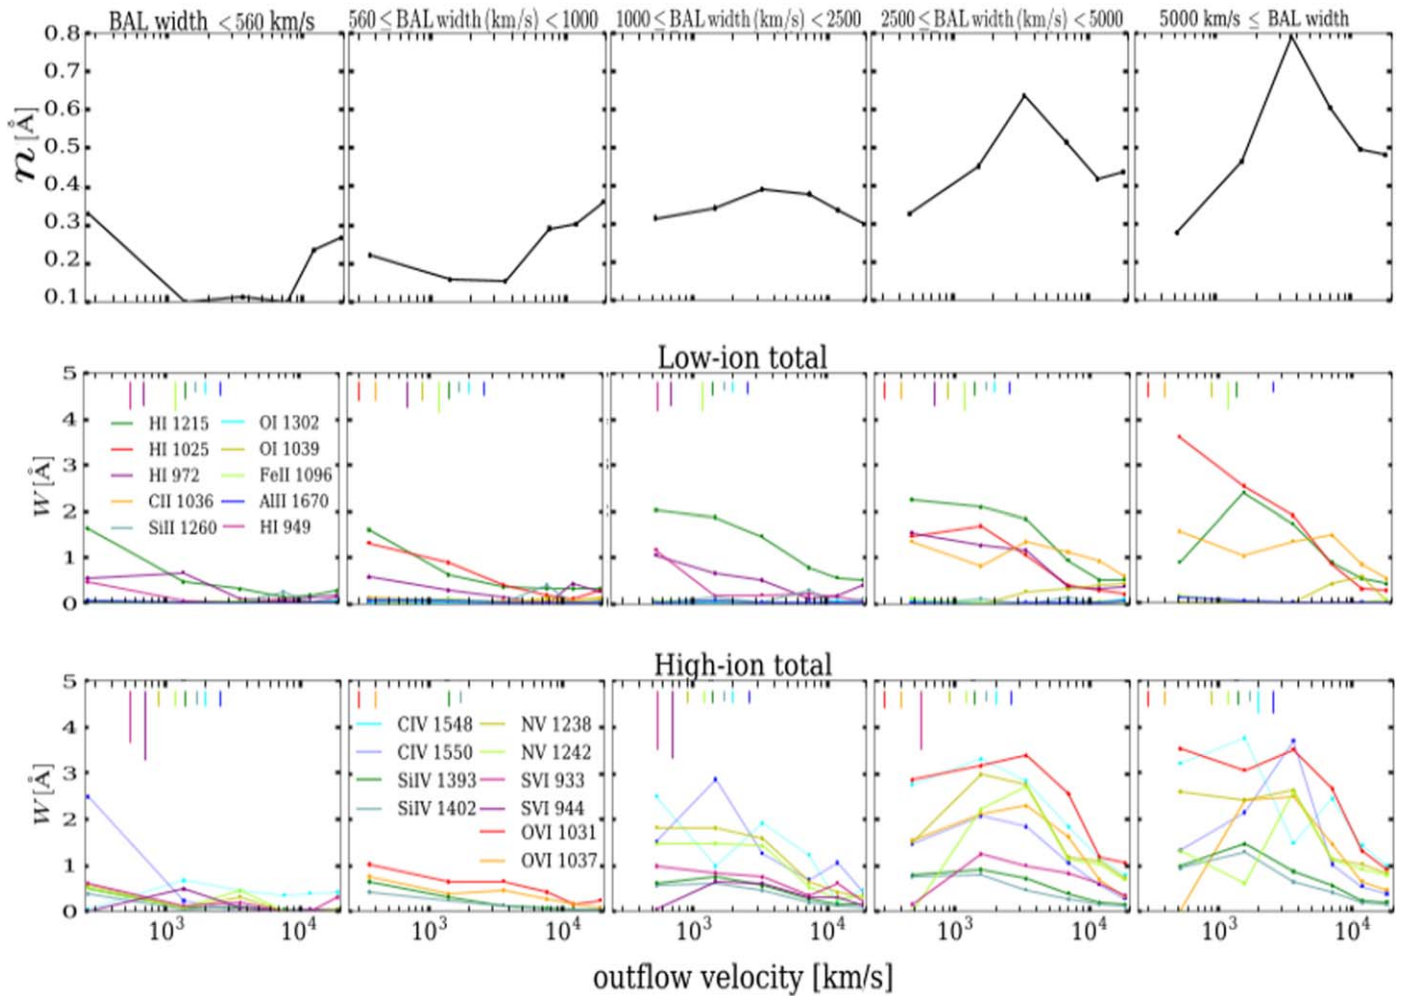 BAL width < 560 km/s
560 ≤ BAL width (km/s) < 1000
1000 ≤ BAL width (km/s) < 2500
2500 ≤ BAL width (km/s) < 5000
5000 km/s ≤ BAL width
n [Å]
0.8
0.7
0.6
0.5
0.4
0.3
0.2
0.1
Low-ion total
W [Å]
5
4
3
2
1
0
HI 1215
HI 1025
HI 972
CII 1036
SiII 1260
OI 1302
OI 1039
FeII 1096
AlII 1670
HI 949
High-ion total
W [Å]
5
4
3
2
1
0
CIV 1548
CIV 1550
SiIV 1393
SiIV 1402
NV 1238
NV 1242
SVI 933
SVI 944
OVI 1031
OVI 1037
10³ 10⁴ 10³ 10⁴ 10³ 10⁴ 10³ 10⁴ 10³ 10⁴
outflow velocity [km/s]